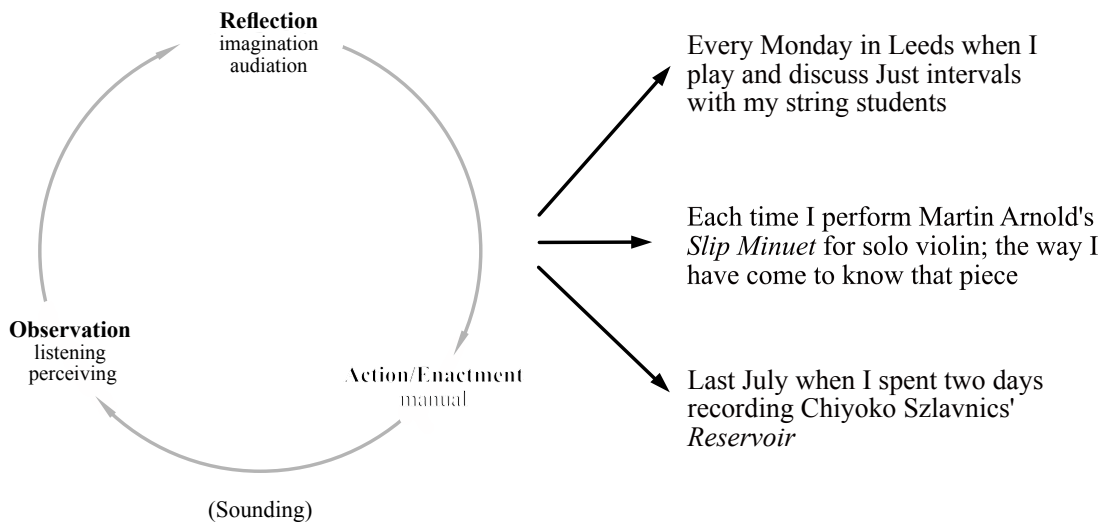 Reflection
imagination
audiation
Every Monday in Leeds when I
play and discuss Just intervals
with my string students
Each time I perform Martin Arnold's
Slip Minuet for solo violin; the way I
have come to know that piece
Observation
listening
perceiving
Action/Enactment
manual
Last July when I spent two days
recording Chiyoko Szlavnics'
Reservoir
(Sounding)